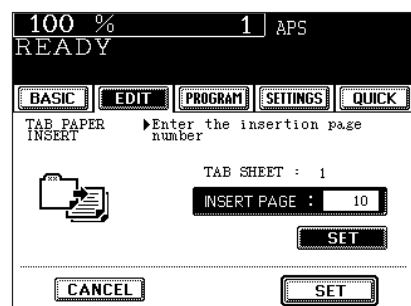 100 % 1 APS
READY
BASIC EDIT PROGRAM SETTINGS QUICK
TAB PAPER INSERT
▶Enter the insertion page number
XX
TAB SHEET : 1
INSERT PAGE : 10
SET
CANCEL SET